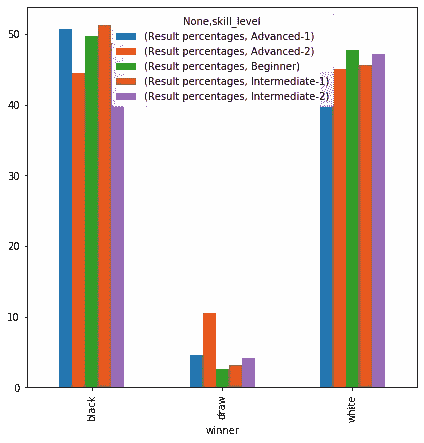 None,skill_level
(Result percentages, Advanced-1)
(Result percentages, Advanced-2)
(Result percentages, Beginner)
(Result percentages, Intermediate-1)
(Result percentages, Intermediate-2)
50
40
30
20
10
0
black
draw
white
winner